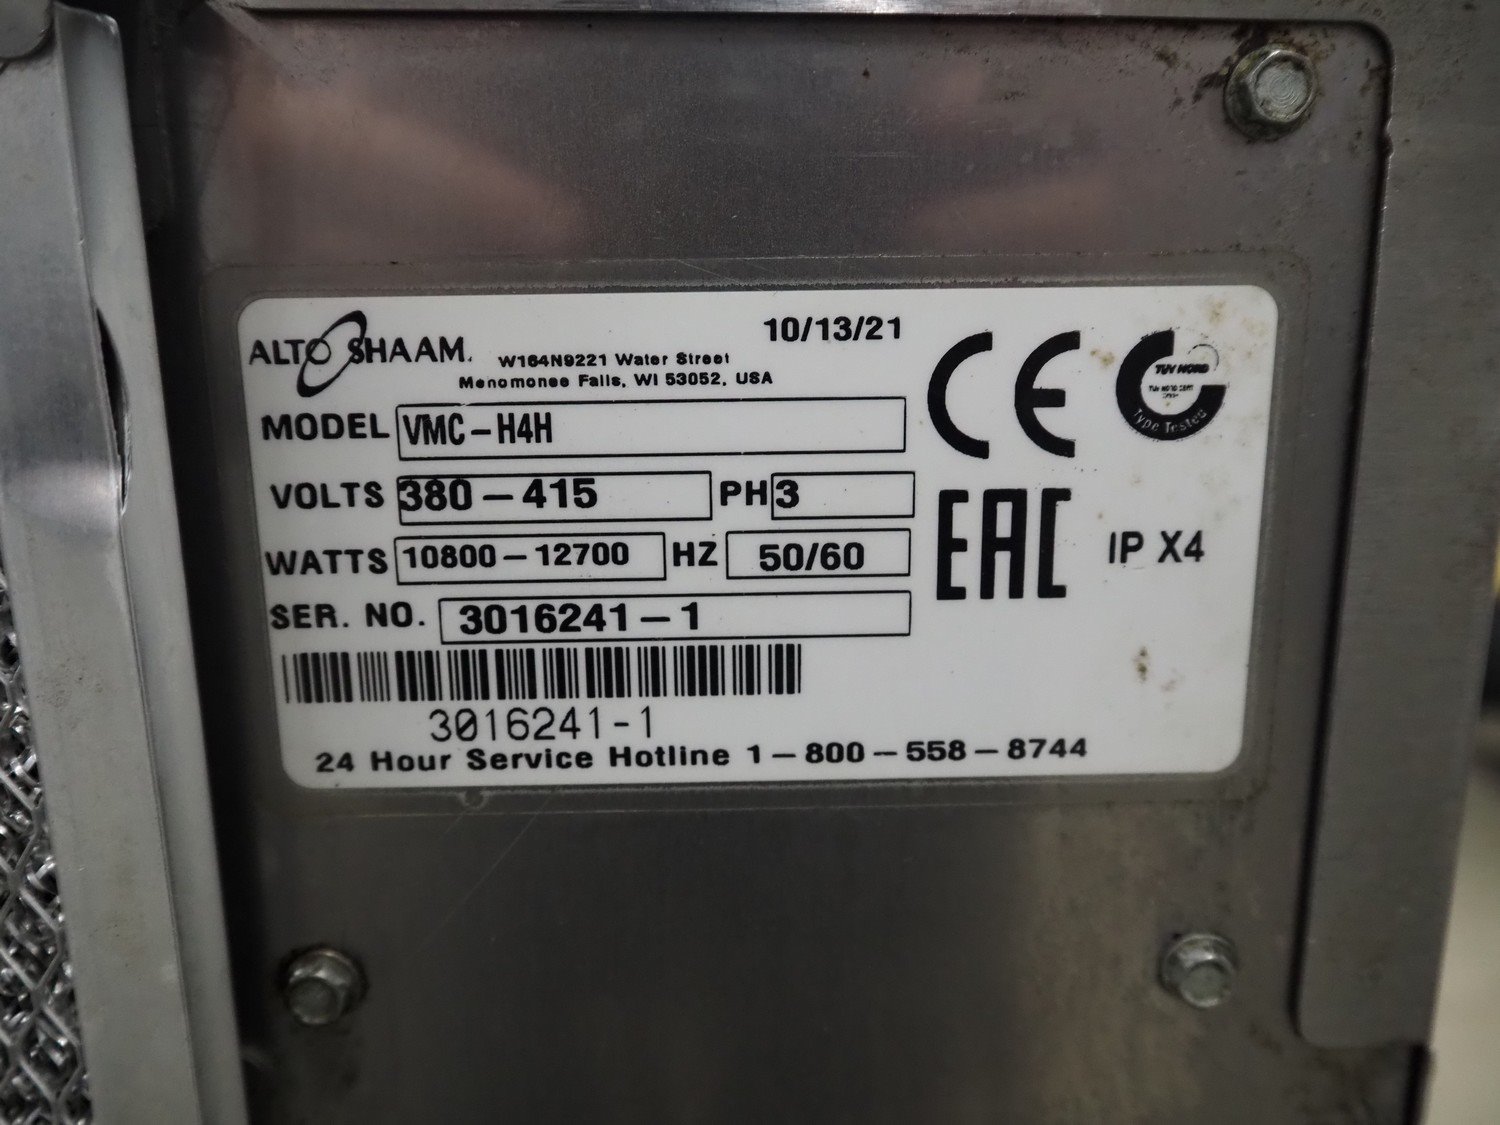 ALTO SHAAM.
10/13/21
W164N9221 Water Street
Menomonee Falls, WI 53052, USA
MODEL VMC-H4H
VOLTS 380-415 PH 3
WATTS 10800-12700 HZ 50/60
SER. NO. 3016241-1
3016241-1
24 Hour Service Hotline 1-800-558-8744
CE
TUV NORD
Type Tested
EAC
IP X4